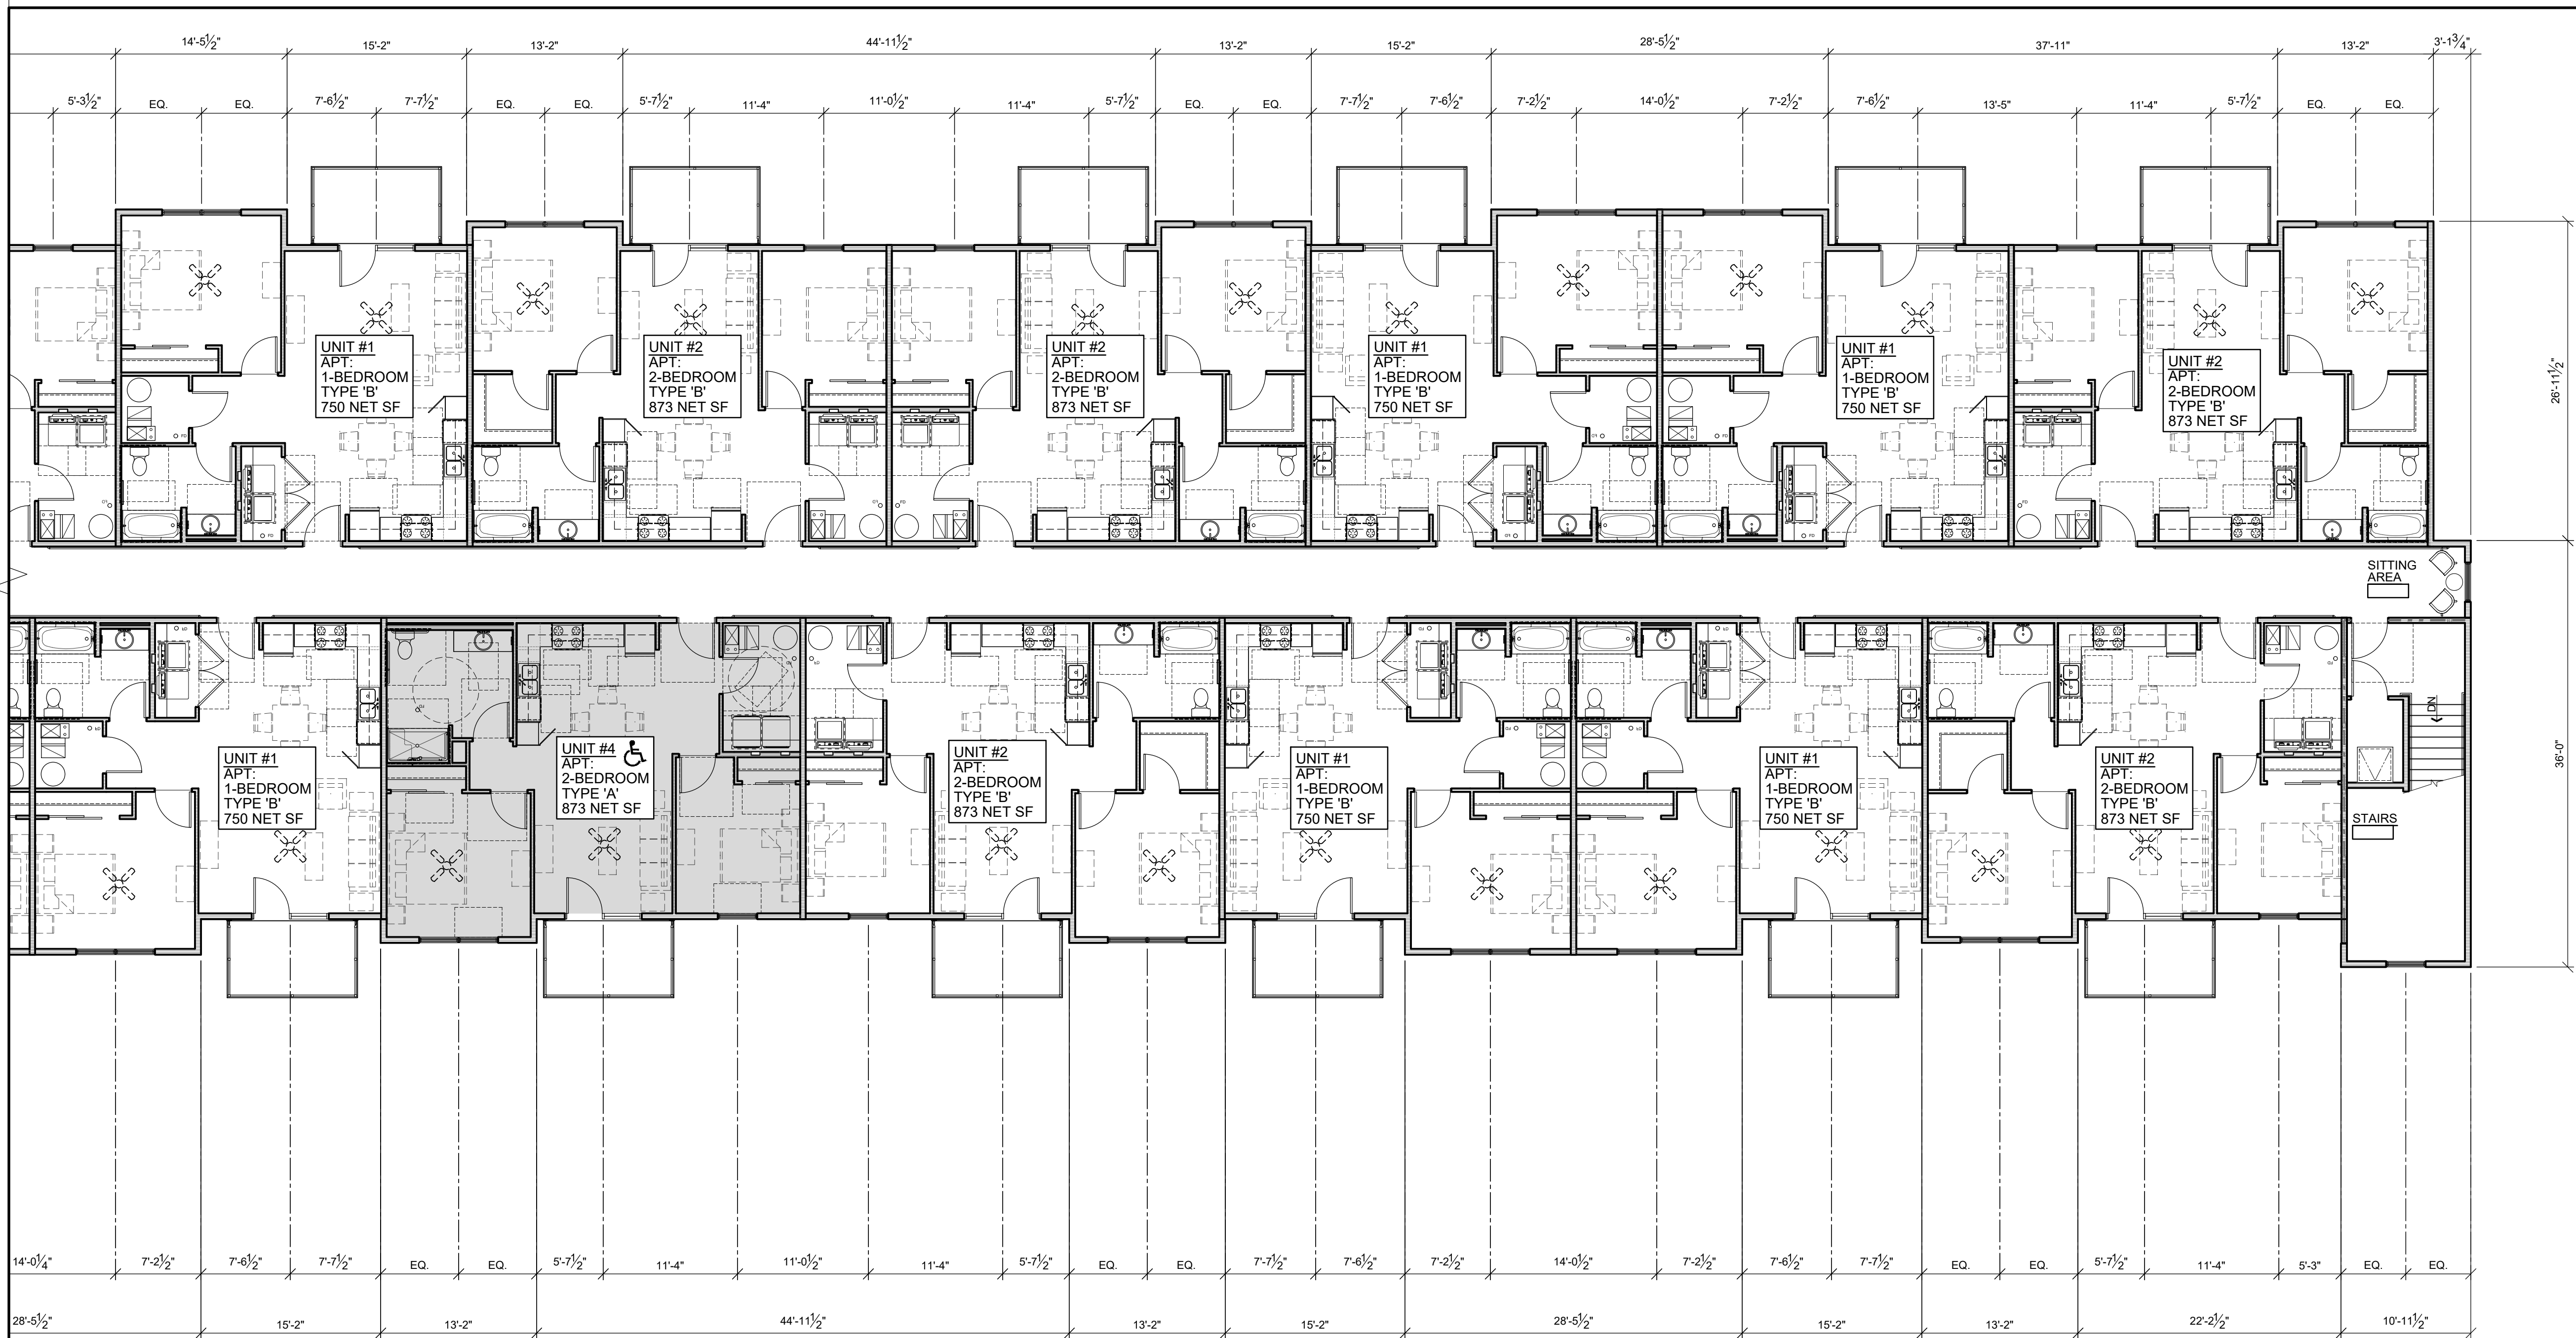 14'-5½" 15'-2" 13'-2" 44'-11½" 13'-2" 15'-2" 28'-5½" 37'-11" 13'-2" 3'-1¾"
5'-3½" EQ. EQ. 7'-6½" 7'-7½" EQ. EQ. 5'-7½" 11'-4" 11'-0½" 11'-4" 5'-7½" EQ. EQ. 7'-7½" 7'-6½" 7'-2½" 14'-0½" 7'-2½" 7'-6½" 13'-5" 11'-4" 5'-7½" EQ. EQ.
UNIT #1
APT:
1-BEDROOM
TYPE 'B'
750 NET SF
UNIT #2
APT:
2-BEDROOM
TYPE 'B'
873 NET SF
UNIT #2
APT:
2-BEDROOM
TYPE 'B'
873 NET SF
UNIT #1
APT:
1-BEDROOM
TYPE 'B'
750 NET SF
UNIT #1
APT:
1-BEDROOM
TYPE 'B'
750 NET SF
UNIT #2
APT:
2-BEDROOM
TYPE 'B'
873 NET SF
26'-11½"
SITTING
AREA
DN
UNIT #1
APT:
1-BEDROOM
TYPE 'B'
750 NET SF
UNIT #4
APT:
2-BEDROOM
TYPE 'A'
873 NET SF
UNIT #2
APT:
2-BEDROOM
TYPE 'B'
873 NET SF
UNIT #1
APT:
1-BEDROOM
TYPE 'B'
750 NET SF
UNIT #1
APT:
1-BEDROOM
TYPE 'B'
750 NET SF
UNIT #2
APT:
2-BEDROOM
TYPE 'B'
873 NET SF
STAIRS
36'-0"
14'-0¼" 7'-2½" 7'-6½" 7'-7½" EQ. EQ. 5'-7½" 11'-4" 11'-0½" 11'-4" 5'-7½" EQ. EQ. 7'-7½" 7'-6½" 7'-2½" 14'-0½" 7'-2½" 7'-6½" 7'-7½" EQ. EQ. 5'-7½" 11'-4" 5'-3" EQ. EQ.
28'-5½" 15'-2" 13'-2" 44'-11½" 13'-2" 15'-2" 28'-5½" 15'-2" 13'-2" 22'-2½" 10'-11½"